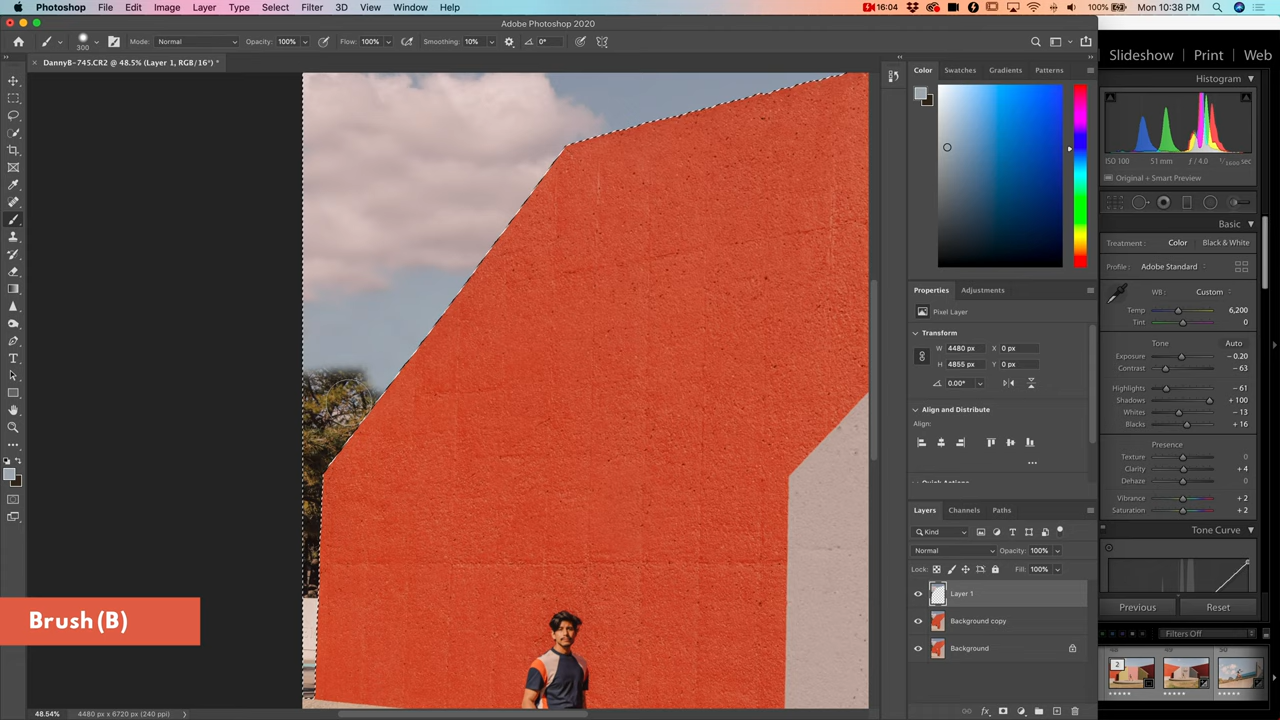 Photoshop File Edit Image Layer Type Select Filter 3D View Window Help 16:04 100% Mon 10:38 PM
Adobe Photoshop 2020
300 Mode: Normal Opacity: 100% Flow: 100% Smoothing: 10% 0°
× DannyB-745.CR2 @ 48.5% (Layer 1, RGB/16*) *
Color Swatches Gradients Patterns
Properties Adjustments
Pixel Layer
Transform
W 4480 px X 0 px
H 4855 px Y 0 px
0.00°
Align and Distribute
Align:
Quick Actions
Layers Channels Paths
Kind
Normal Opacity: 100%
Lock: Fill: 100%
Layer 1
Background copy
Background
Slideshow Print Web
Histogram
ISO 100 51 mm ƒ / 4.0 1/1600 sec
Original + Smart Preview
Basic
Treatment: Color Black & White
Profile: Adobe Standard
WB: Custom
Temp 6,200
Tint 0
Tone Auto
Exposure – 0.20
Contrast – 63
Highlights – 61
Shadows + 100
Whites – 13
Blacks + 16
Presence
Texture 0
Clarity + 4
Dehaze 0
Vibrance + 2
Saturation + 2
Tone Curve
Previous Reset
Filters Off
2
Brush (B)
48.54% 4480 px x 6720 px (240 ppi)